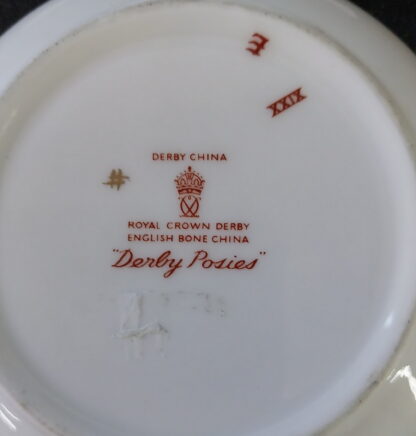 XXIX
DERBY CHINA
ROYAL CROWN DERBY
ENGLISH BONE CHINA
"Derby Posies"